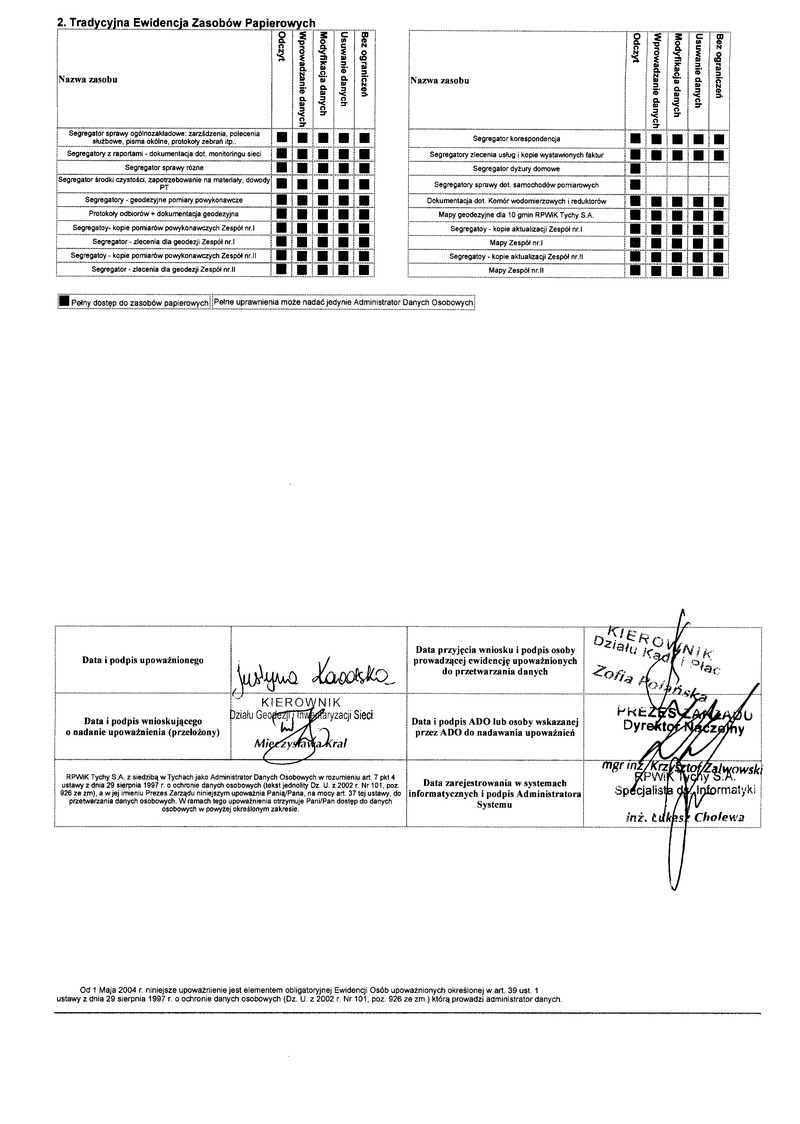 2. Tradycyjna Ewidencja Zasobów Papierowych
Nazwa zasobu
Odczyt
Wprowadzanie danych
Modyfikacja danych
Usuwanie danych
Bez ograniczeń
Segregator sprawy ogólnozakładowe: zarzśdzenia, polecenia
służbowe, pisma okólne, protokoły zebrań itp..
Segregatory z raportami - dokumentacja dot. monitoringu sieci
Segregator sprawy różne
Segregator środki czystości, zapotrzebowanie na materiały, dowody
PT
Segregatory - geodezyjne pomiary powykonawcze
Protokoły odbiorów + dokumentacja geodezyjna
Segregatoy- kopie pomiarów powykonawczych Zespół nr.I
Segregator - zlecenia dla geodezji Zespół nr.I
Segregatoy - kopie pomiarów powykonawczych Zespół nr.II
Segregator - zlecenia dla geodezji Zespół nr.II
Nazwa zasobu
Odczyt
Wprowadzanie danych
Modyfikacja danych
Usuwanie danych
Bez ograniczeń
Segregator korespondencja
Segregatory zlecenia usług i kopie wystawionych faktur
Segregator dyżury domowe
Segregatory sprawy dot. samochodów pomiarowych
Dokumentacja dot. Komór wodomierzowych i reduktorów
Mapy geodezyjne dla 10 gmin RPWiK Tychy S.A.
Segregatoy - kopie aktualizacji Zespół nr.I
Mapy Zespół nr.I
Segregatoy - kopie aktualizacji Zespół nr.II
Mapy Zespół nr.II
Pełny dostęp do zasobów papierowych
Pełne uprawnienia może nadać jedynie Administrator Danych Osobowych
Data i podpis upoważnionego
Justyna
Data przyjęcia wniosku i podpis osoby
prowadzącej ewidencję upoważnionych
do przetwarzania danych
KIEROWNIK
Działu Kadr i Płac
Zofia Polańska
Data i podpis wnioskującego
o nadanie upoważnienia (przełożony)
KIEROWNIK
Działu Geodezji i Inwentaryzacji Sieci
Mieczysława Kral
Data i podpis ADO lub osoby wskazanej
przez ADO do nadawania upoważnień
PREZES ZARZĄDU
Dyrektor Naczelny
mgr inż. Krzysztof Zalwowski
RPWiK Tychy S.A. z siedzibą w Tychach jako Administrator Danych Osobowych w rozumieniu art. 7 pkt 4
ustawy z dnia 29 sierpnia 1997 r. o ochronie danych osobowych (tekst jednolity Dz. U. z 2002 r. Nr 101, poz.
926 ze zm), a w jej imieniu Prezes Zarządu niniejszym upoważnia Panią/Pana, na mocy art. 37 tej ustawy, do
przetwarzania danych osobowych. W ramach tego upoważnienia otrzymuje Pani/Pan dostęp do danych
osobowych w powyżej określonym zakresie.
Data zarejestrowania w systemach
informatycznych i podpis Administratora
Systemu
RPWiK Tychy S.A.
Specjalista ds. Informatyki
inż. Łukasz Cholewa
Od 1 Maja 2004 r. niniejsze upoważnienie jest elementem obligatoryjnej Ewidencji Osób upoważnionych określonej w art. 39 ust. 1
ustawy z dnia 29 sierpnia 1997 r. o ochronie danych osobowych (Dz. U. z 2002 r. Nr 101, poz. 926 ze zm.) którą prowadzi administrator danych.